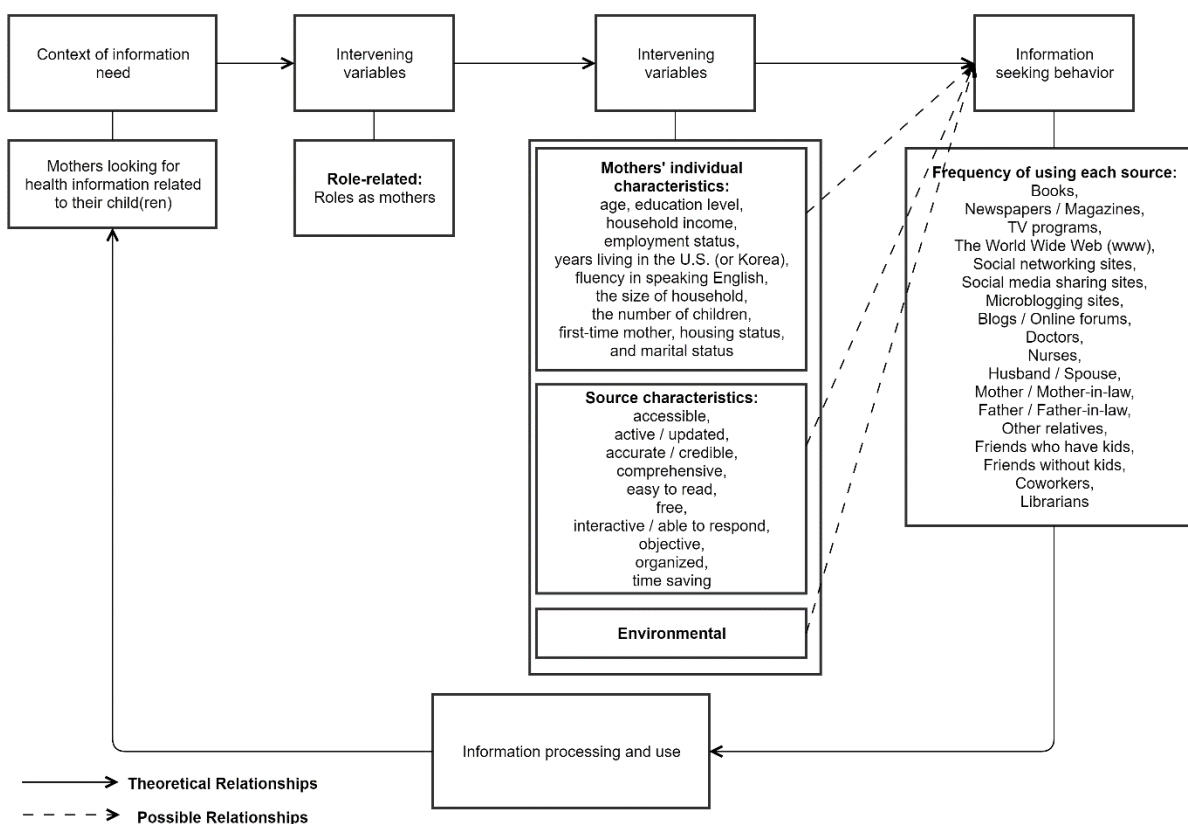 Context of information
need
Intervening
variables
Intervening
variables
Information
seeking behavior
Mothers looking for
health information related
to their child(ren)
Role-related:
Roles as mothers
Mothers' individual
characteristics:
age, education level,
household income,
employment status,
years living in the U.S. (or Korea),
fluency in speaking English,
the size of household,
the number of children,
first-time mother, housing status,
and marital status
Source characteristics:
accessible,
active / updated,
accurate / credible,
comprehensive,
easy to read,
free,
interactive / able to respond,
objective,
organized,
time saving
Environmental
Frequency of using each source:
Books,
Newspapers / Magazines,
TV programs,
The World Wide Web (www),
Social networking sites,
Social media sharing sites,
Microblogging sites,
Blogs / Online forums,
Doctors,
Nurses,
Husband / Spouse,
Mother / Mother-in-law,
Father / Father-in-law,
Other relatives,
Friends who have kids,
Friends without kids,
Coworkers,
Librarians
Information processing and use
Theoretical Relationships
Possible Relationships